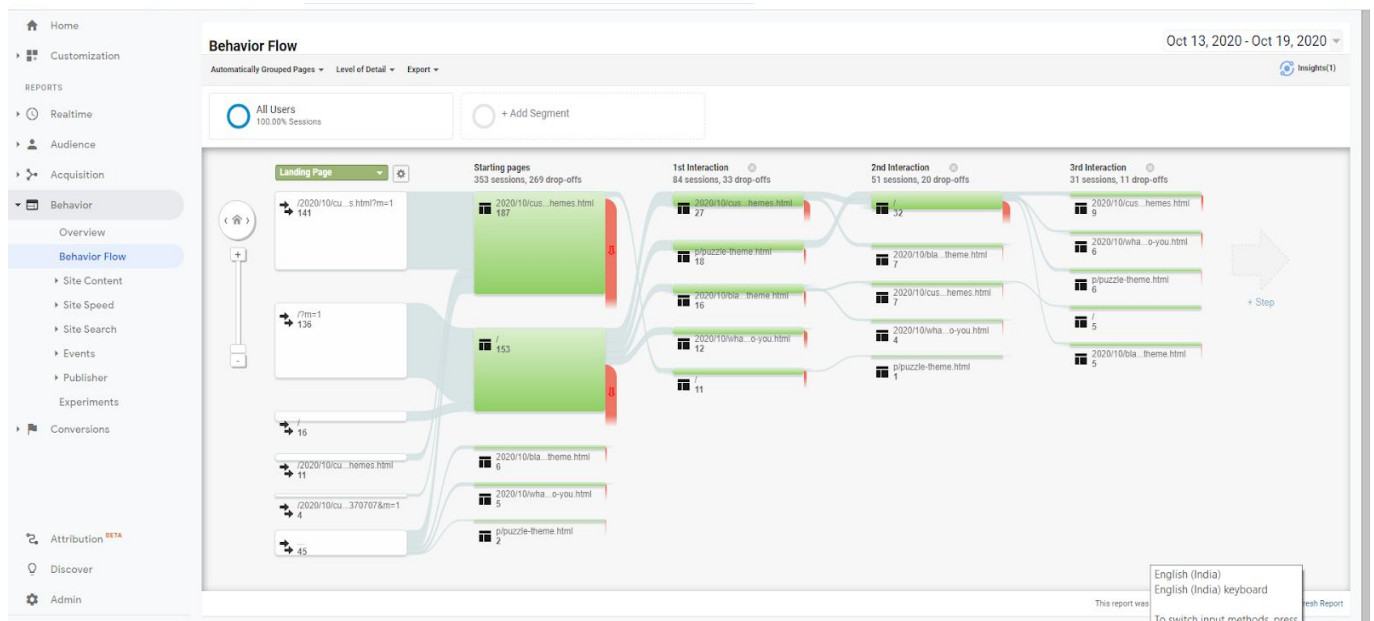 Home
Customization
REPORTS
Realtime
Audience
Acquisition
Behavior
Overview
Behavior Flow
Site Content
Site Speed
Site Search
Events
Publisher
Experiments
Conversions
Attribution BETA
Discover
Admin
Behavior Flow
Oct 13, 2020 - Oct 19, 2020
Automatically Grouped Pages Level of Detail Export
Insights(1)
All Users
100.00% Sessions
+ Add Segment
Landing Page
/2020/10/cu...s.html?m=1
141
/?m=1
136
/
16
/2020/10/cu...hemes.html
11
/2020/10/cu...370707&m=1
4
...
45
Starting pages
353 sessions, 269 drop-offs
2020/10/cus...hemes.html
187
/
153
2020/10/bla...theme.html
6
2020/10/wha...o-you.html
5
p/puzzle-theme.html
2
1st Interaction
84 sessions, 33 drop-offs
2020/10/cus...hemes.html
27
p/puzzle-theme.html
18
2020/10/bla...theme.html
16
2020/10/wha...o-you.html
12
/
11
2nd Interaction
51 sessions, 20 drop-offs
/
32
2020/10/bla...theme.html
7
2020/10/cus...hemes.html
7
2020/10/wha...o-you.html
4
p/puzzle-theme.html
1
3rd Interaction
31 sessions, 11 drop-offs
2020/10/cus...hemes.html
9
2020/10/wha...o-you.html
6
p/puzzle-theme.html
6
/
5
2020/10/bla...theme.html
5
+ Step
English (India)
English (India) keyboard
To switch input methods, press
This report was
resh Report